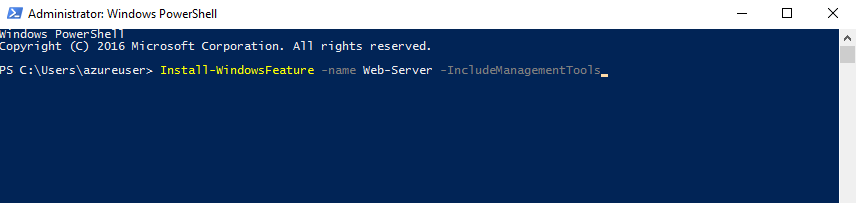 Administrator: Windows PowerShell
Windows PowerShell
Copyright (C) 2016 Microsoft Corporation. All rights reserved.
PS C:\Users\azureuser> Install-WindowsFeature -name Web-Server -IncludeManagementTools